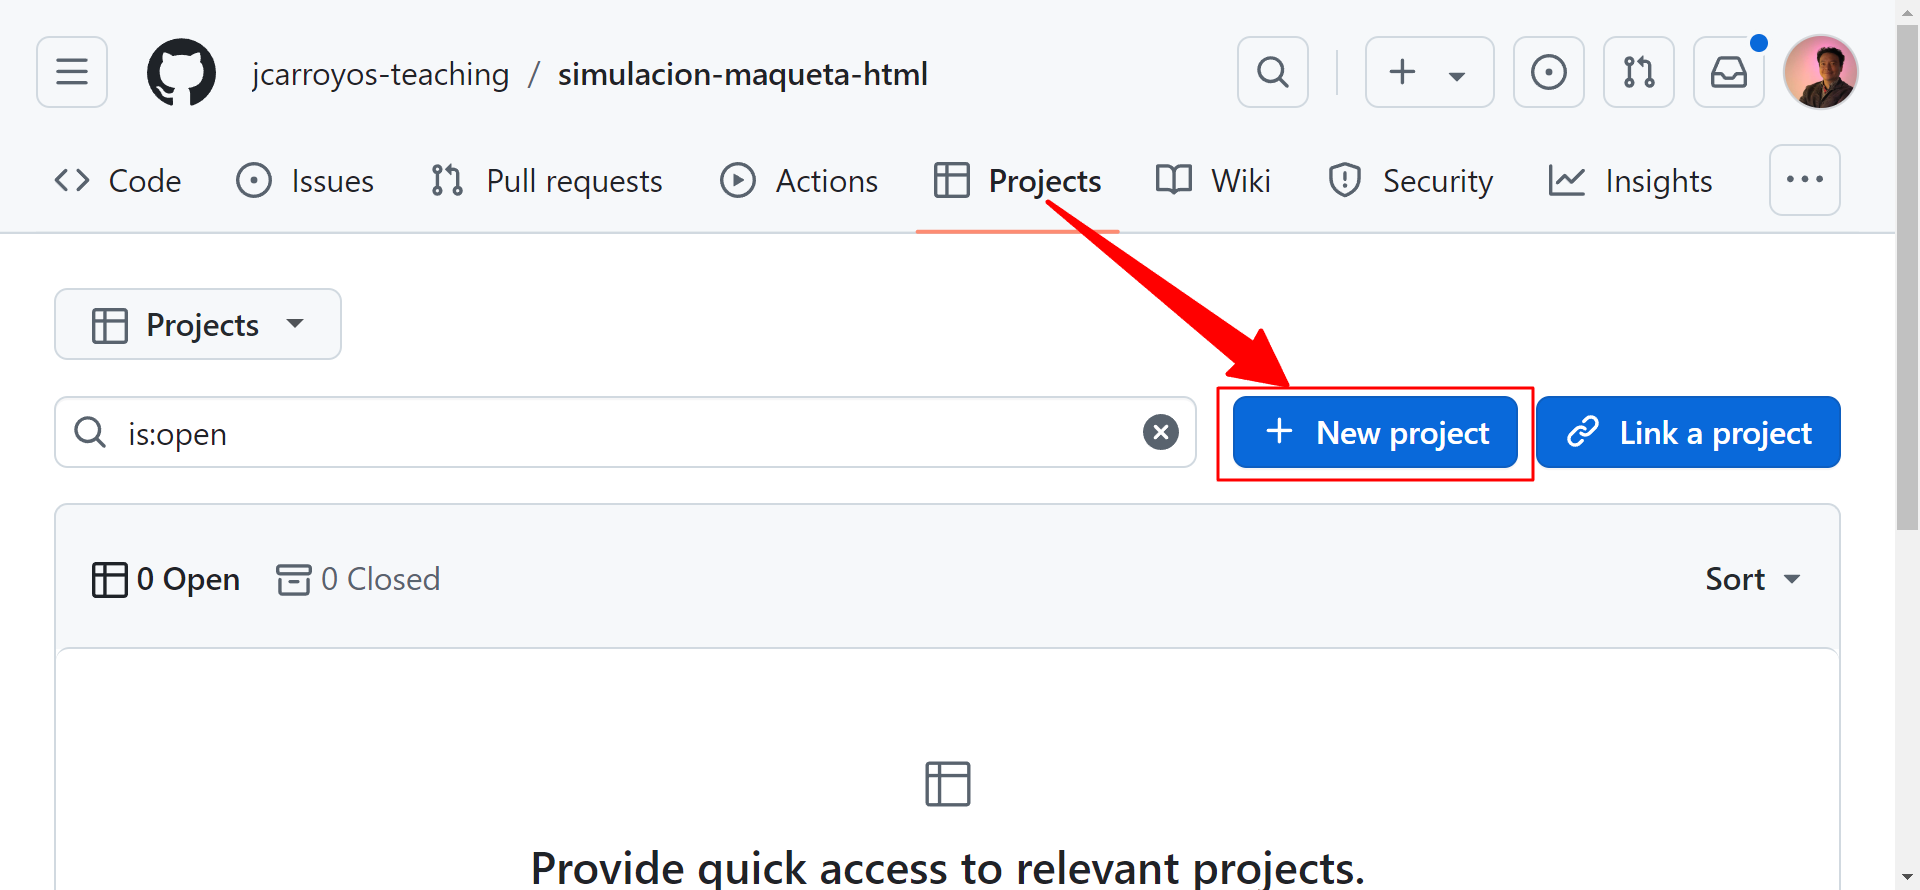 jcarroyos-teaching / simulacion-maqueta-html
Code Issues Pull requests Actions Projects Wiki Security Insights
Projects
is:open New project Link a project
0 Open 0 Closed Sort
Provide quick access to relevant projects.